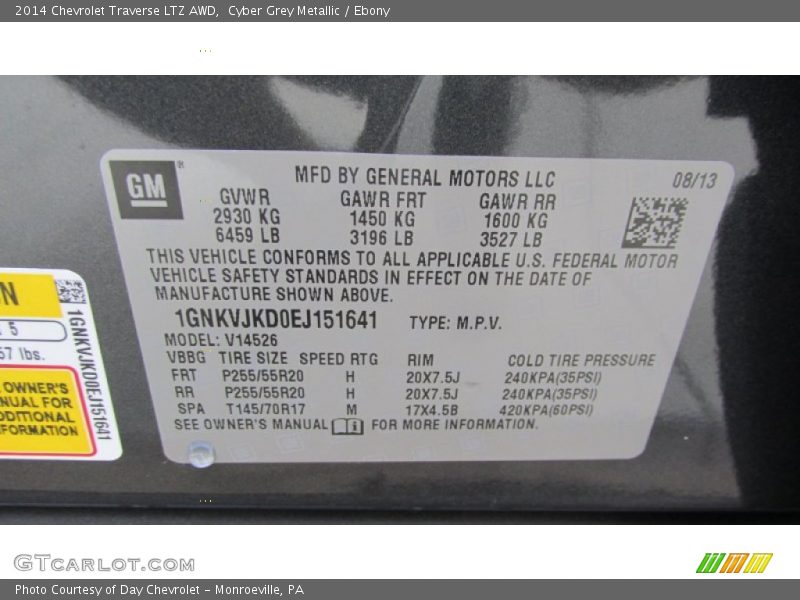 2014 Chevrolet Traverse LTZ AWD,  Cyber Grey Metallic / Ebony
GM®
MFD BY GENERAL MOTORS LLC
08/13
GVWR GAWR FRT GAWR RR
2930 KG 1450 KG 1600 KG
6459 LB 3196 LB 3527 LB
THIS VEHICLE CONFORMS TO ALL APPLICABLE U.S. FEDERAL MOTOR
VEHICLE SAFETY STANDARDS IN EFFECT ON THE DATE OF
MANUFACTURE SHOWN ABOVE.
1GNKVJKD0EJ151641 TYPE: M.P.V.
MODEL: V14526
VBBG TIRE SIZE SPEED RTG RIM COLD TIRE PRESSURE
FRT P255/55R20 H 20X7.5J 240KPA(35PSI)
RR P255/55R20 H 20X7.5J 240KPA(35PSI)
SPA T145/70R17 M 17X4.5B 420KPA(60PSI)
SEE OWNER'S MANUAL FOR MORE INFORMATION.
N
5
57 lbs.
OWNER'S
NUAL FOR
DDITIONAL
FORMATION
1GNKVJKD0EJ151641
GTCarLot.com
Photo Courtesy of Day Chevrolet - Monroeville, PA